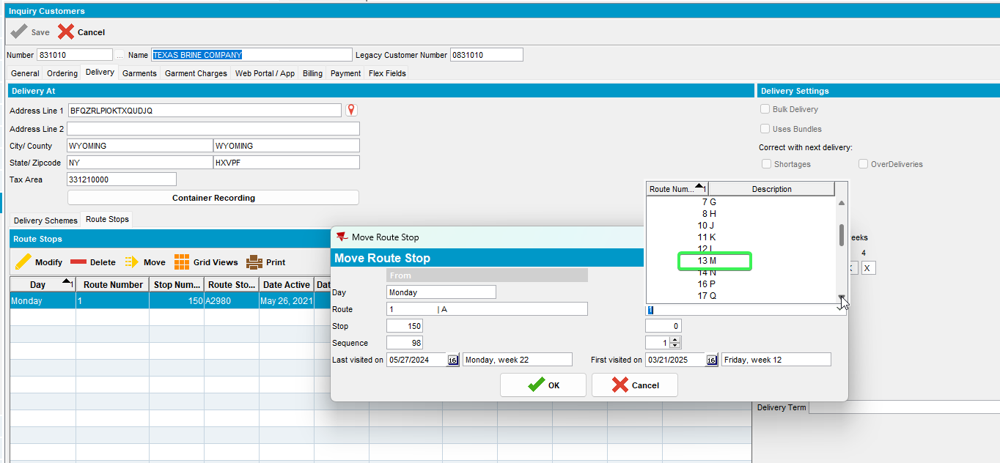 Inquiry Customers
Save Cancel
Number 831010 ... Name TEXAS BRINE COMPANY Legacy Customer Number 0831010
General Ordering Delivery Garments Garment Charges Web Portal / App Billing Payment Flex Fields
Delivery At
Delivery Settings
Address Line 1 BFQZRLPIOKTXQUDJQ
Bulk Delivery
Address Line 2
Uses Bundles
City/ County WYOMING WYOMING
Correct with next delivery:
State/ Zipcode NY HXVPF
Shortages OverDeliveries
Tax Area 331210000
Container Recording
Route Num... 1 Description
7 G
8 H
10 J
11 K
13 M
14 N
16 P
17 Q
eeks
4
X
Delivery Schemes Route Stops
Route Stops
Modify Delete Move Grid Views Print
Day 1 Route Number Stop Num... Route Sto... Date Active Dat
Monday 1 150 A2980 May 26, 2021
Move Route Stop
Move Route Stop
From
Day Monday
Route 1 A 1
Stop 150 0
Sequence 98 1
Last visited on 05/27/2024 16 Monday, week 22 First visited on 03/21/2025 16 Friday, week 12
OK Cancel
Delivery Term